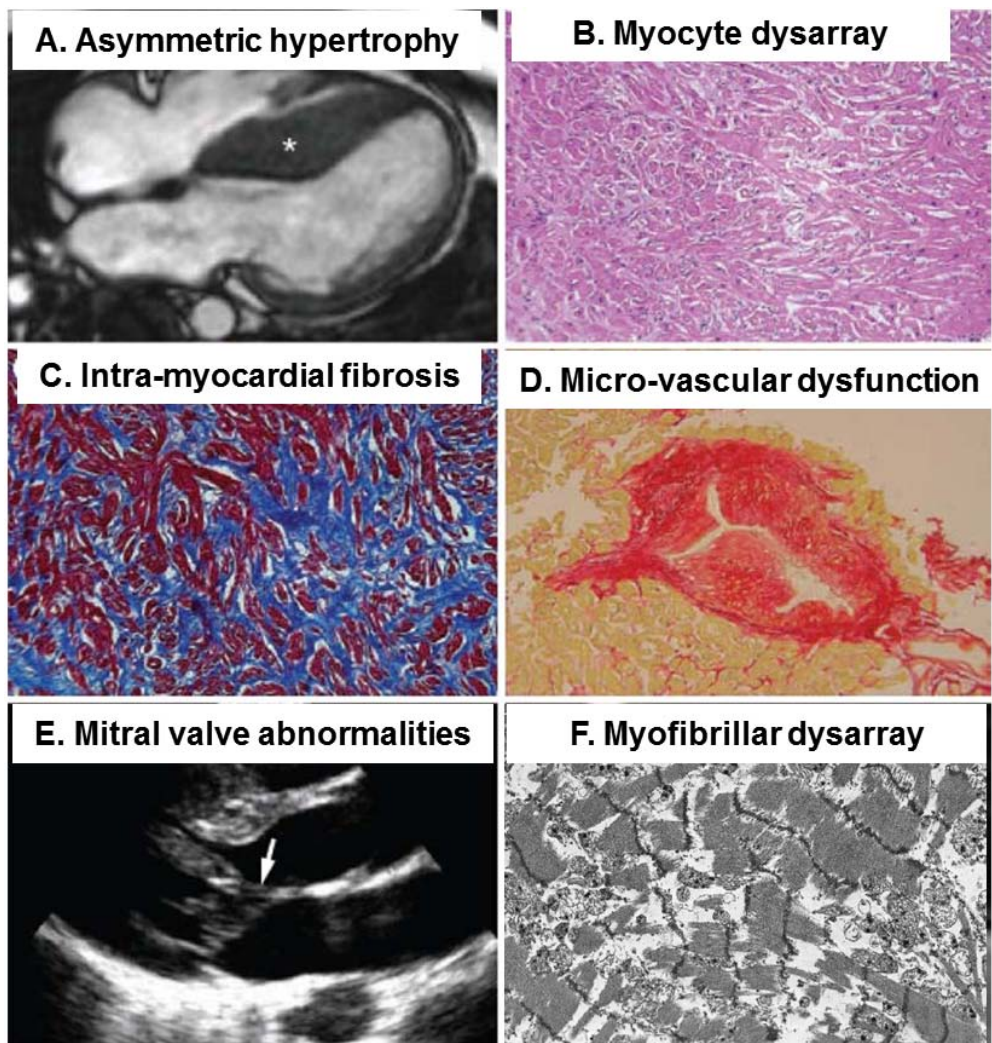 A. Asymmetric hypertrophy
B. Myocyte dysarray
*
C. Intra-myocardial fibrosis
D. Micro-vascular dysfunction
E. Mitral valve abnormalities
F. Myofibrillar dysarray